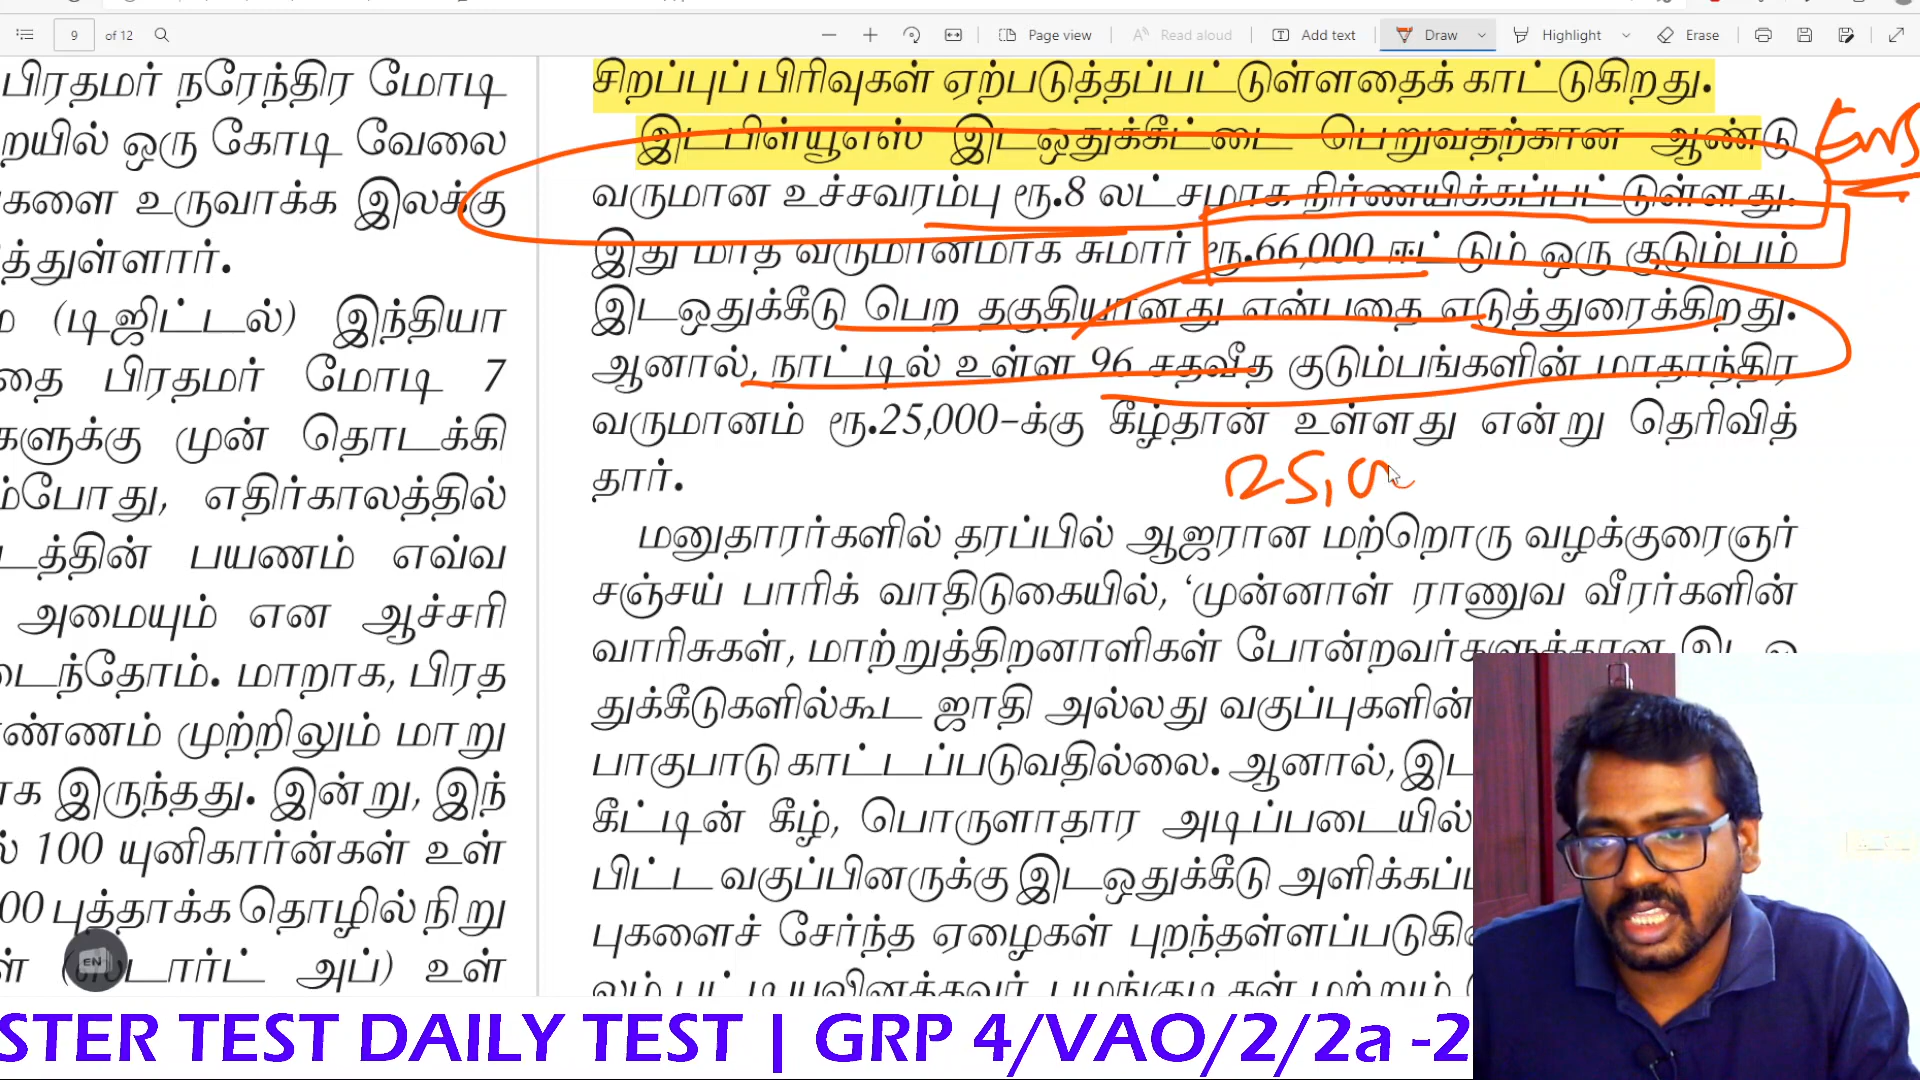 9 of 12 Page view Read aloud Add text Draw Highlight Erase
பிரதமர் நரேந்திர மோடி
றையில் ஒரு கோடி வேலை
களை உருவாக்க இலக்கு
த்துள்ளார்.
(டிஜிட்டல்) இந்தியா
தை பிரதமர் மோடி 7
களுக்கு முன் தொடக்கி
ம்போது, எதிர்காலத்தில்
டத்தின் பயணம் எவ்வ
அமையும் என ஆச்சரி
டைந்தோம். மாறாக, பிரத
ண்ணம் முற்றிலும் மாறு
ாக இருந்தது. இன்று, இந்
ல் 100 யுனிகார்ன்கள் உள்
00 புத்தாக்க தொழில் நிறு
ள் (ஸ்டார்ட் அப்) உள்
EN
சிறப்புப் பிரிவுகள் ஏற்படுத்தப்பட்டுள்ளதைக் காட்டுகிறது.
இடபிள்யூஎஸ் இடஒதுக்கீட்டை பெறுவதற்கான ஆண்டு
வருமான உச்சவரம்பு ரூ.8 லட்சமாக நிர்ணயிக்கப்பட்டுள்ளது.
இது மாத வருமானமாக சுமார் ரூ.66,000 ஈட்டும் ஒரு குடும்பம்
இடஒதுக்கீடு பெற தகுதியானது என்பதை எடுத்துரைக்கிறது.
ஆனால், நாட்டில் உள்ள 96 சதவீத குடும்பங்களின் மாதாந்திர
வருமானம் ரூ.25,000-க்கு கீழ்தான் உள்ளது என்று தெரிவித்
தார்.
25,0
மனுதாரர்களில் தரப்பில் ஆஜரான மற்றொரு வழக்குரைஞர்
சஞ்சய் பாரிக் வாதிடுகையில், ‘முன்னாள் ராணுவ வீரர்களின்
வாரிசுகள், மாற்றுத்திறனாளிகள் போன்றவர்களுக்கான இட ஒ
துக்கீடுகளில்கூட ஜாதி அல்லது வகுப்புகளின்
பாகுபாடு காட்டப்படுவதில்லை. ஆனால், இட
கீட்டின் கீழ், பொருளாதார அடிப்படையில்
பிட்ட வகுப்பினருக்கு இடஒதுக்கீடு அளிக்கப்ப
புகளைச் சேர்ந்த ஏழைகள் புறந்தள்ளப்படுகி
STER TEST DAILY TEST | GRP 4/VAO/2/2a -2